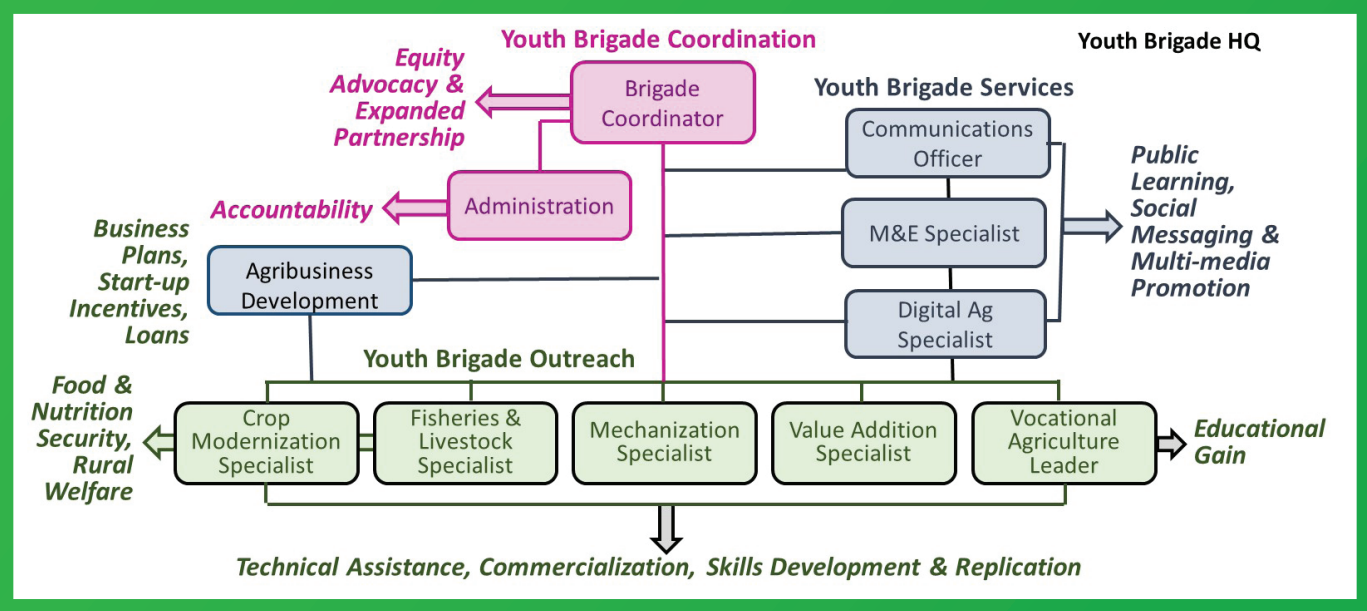 Youth Brigade Coordination
Youth Brigade HQ
Equity
Advocacy &
Expanded
Partnership
Brigade
Coordinator
Youth Brigade Services
Communications
Officer
Public
Learning,
Social
Messaging &
Multi-media
Promotion
Accountability
Administration
M&E Specialist
Business
Plans,
Start-up
Incentives,
Loans
Agribusiness
Development
Digital Ag
Specialist
Youth Brigade Outreach
Food &
Nutrition
Security,
Rural
Welfare
Crop
Modernization
Specialist
Fisheries &
Livestock
Specialist
Mechanization
Specialist
Value Addition
Specialist
Vocational
Agriculture
Leader
Educational
Gain
Technical Assistance, Commercialization, Skills Development & Replication